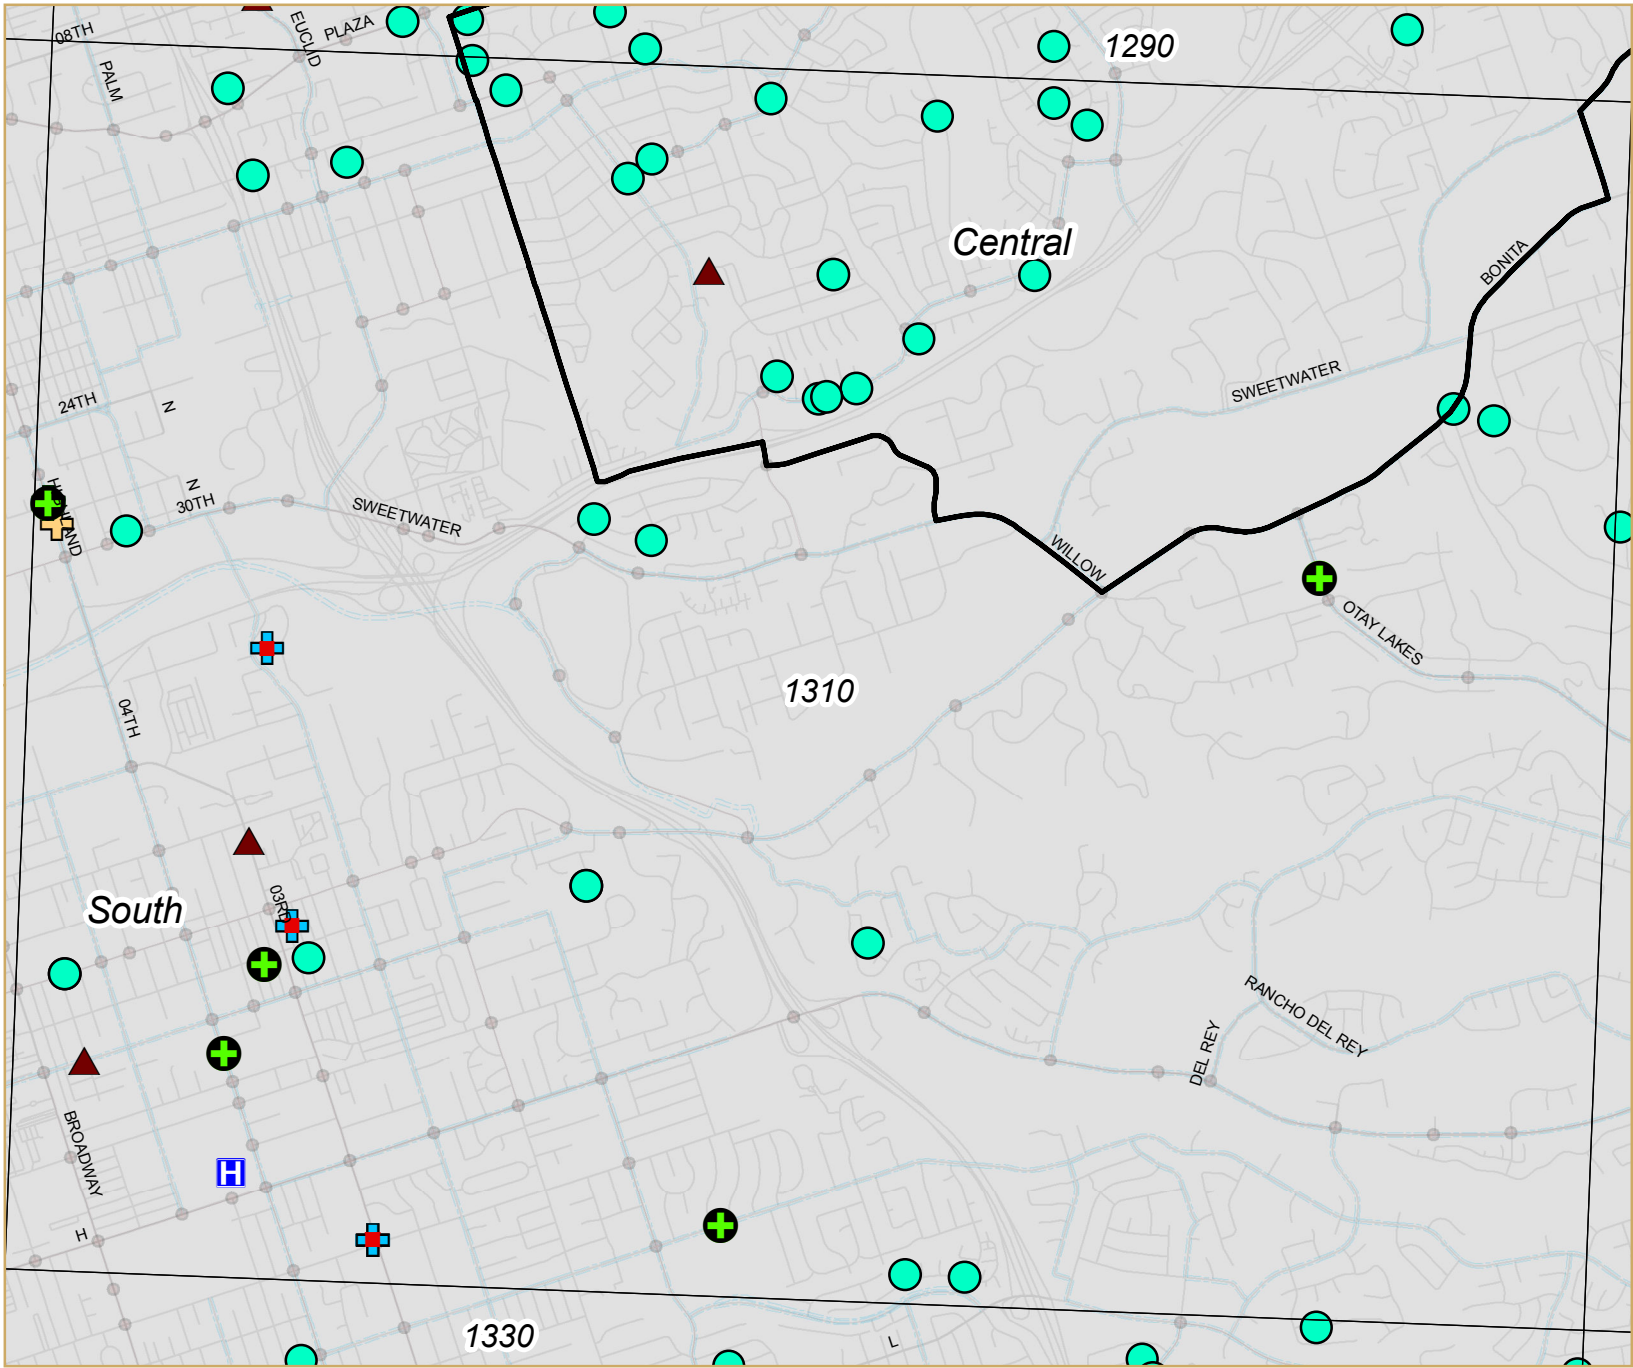 08TH
PALM
EUCLID
PLAZA
1290
Central
BONITA
SWEETWATER
24TH
N
N
30TH
SWEETWATER
WILLOW
OTAY LAKES
1310
04TH
03RD
South
RANCHO DEL REY
DEL REY
BROADWAY
H
H
1330
L